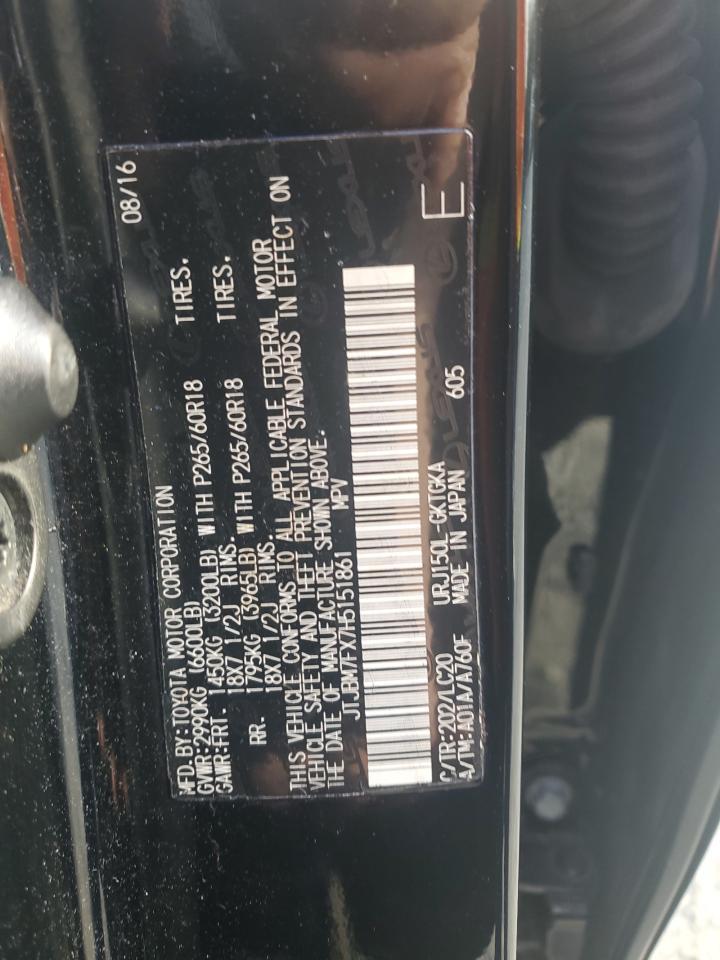 MFD.BY:TOYOTA MOTOR CORPORATION 08/16
GVWR:2990KG (6600LB)
GAWR:FRT. 1450KG (3200LB) WITH P265/60R18 TIRES.
18X7 1/2J RIMS.
RR. 1795KG (3965LB) WITH P265/60R18 TIRES.
18X7 1/2J RIMS.
THIS VEHICLE CONFORMS TO ALL APPLICABLE FEDERAL MOTOR
VEHICLE SAFETY AND THEFT PREVENTION STANDARDS IN EFFECT ON
THE DATE OF MANUFACTURE SHOWN ABOVE.
JTJBM7FX7H5151861 MPV
E
C/TR:202/LC20 URJ150L-GKTGKA
A/TM:A01A/A760F MADE IN JAPAN 605
LEXUS